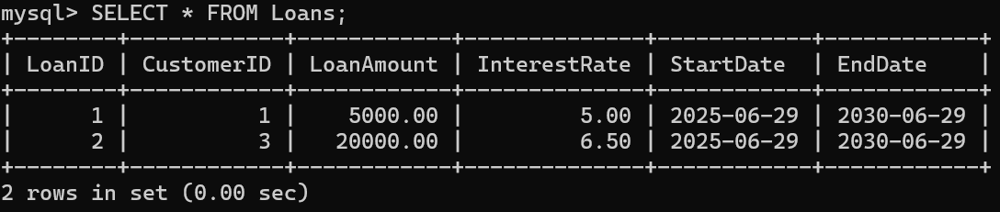 mysql> SELECT * FROM Loans;
+--------+------------+------------+--------------+------------+------------+
| LoanID | CustomerID | LoanAmount | InterestRate | StartDate  | EndDate    |
+--------+------------+------------+--------------+------------+------------+
|      1 |          1 |    5000.00 |         5.00 | 2025-06-29 | 2030-06-29 |
|      2 |          3 |   20000.00 |         6.50 | 2025-06-29 | 2030-06-29 |
+--------+------------+------------+--------------+------------+------------+
2 rows in set (0.00 sec)